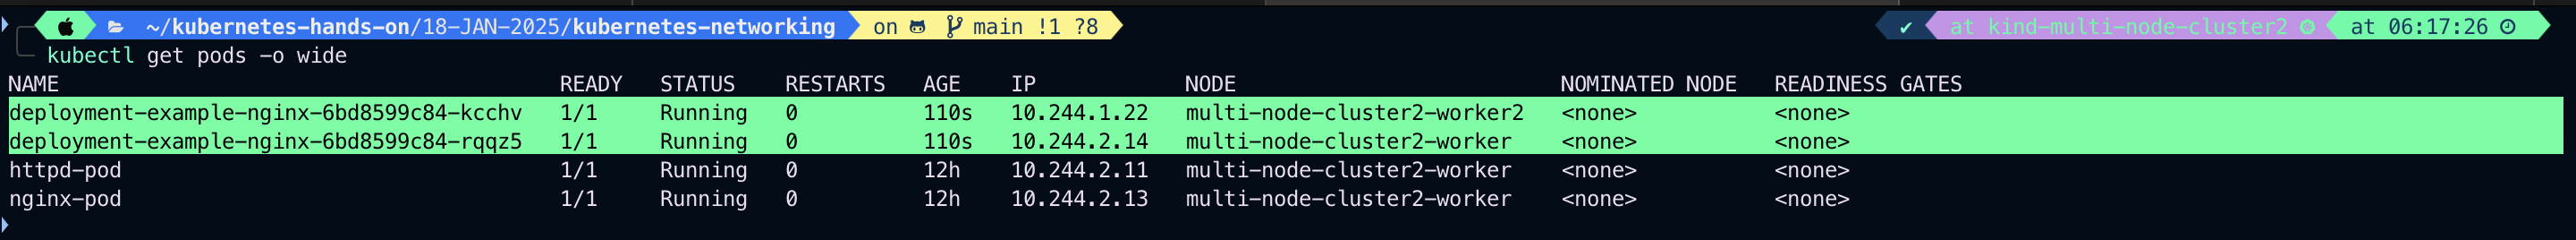 ~/kubernetes-hands-on/18-JAN-2025/kubernetes-networking on main !1 ?8 ✔ at kind-multi-node-cluster2 at 06:17:26
kubectl get pods -o wide
NAME READY STATUS RESTARTS AGE IP NODE NOMINATED NODE READINESS GATES
deployment-example-nginx-6bd8599c84-kcchv 1/1 Running 0 110s 10.244.1.22 multi-node-cluster2-worker2 <none> <none>
deployment-example-nginx-6bd8599c84-rqqz5 1/1 Running 0 110s 10.244.2.14 multi-node-cluster2-worker <none> <none>
httpd-pod 1/1 Running 0 12h 10.244.2.11 multi-node-cluster2-worker <none> <none>
nginx-pod 1/1 Running 0 12h 10.244.2.13 multi-node-cluster2-worker <none> <none>